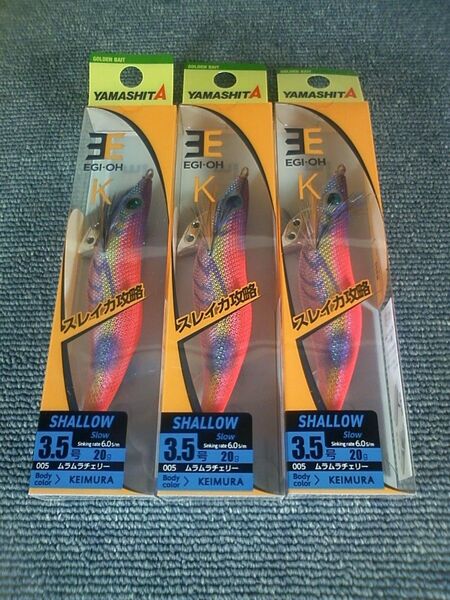 GOLDEN BAIT
YAMASHITA
EGI-OH
K
スレイカ攻略
SHALLOW
Slow
Sinking rate 6.0 s/m
3.5号 20g
005 ムラムラチェリー
Body color > KEIMURA
GOLDEN BAIT
YAMASHITA
EGI-OH
K
スレイカ攻略
SHALLOW
Slow
Sinking rate 6.0 s/m
3.5号 20g
005 ムラムラチェリー
Body color > KEIMURA
GOLDEN BAIT
YAMASHITA
EGI-OH
K
スレイカ攻略
SHALLOW
Slow
Sinking rate 6.0 s/m
3.5号 20g
005 ムラムラチェリー
Body color > KEIMURA